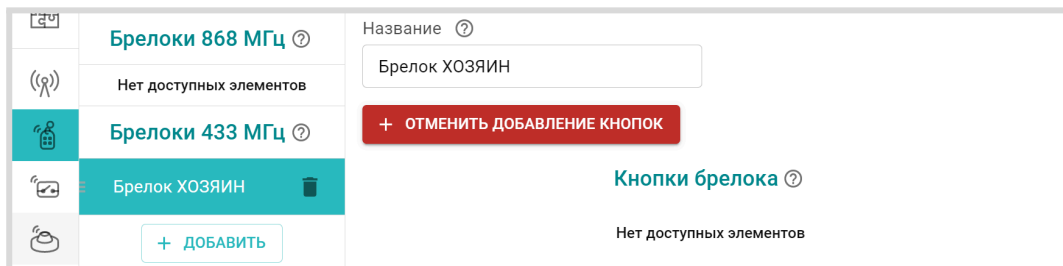 Брелоки 868 МГц
Нет доступных элементов
Брелоки 433 МГц
Брелок ХОЗЯИН
+ ДОБАВИТЬ
Название
Брелок ХОЗЯИН
+ ОТМЕНИТЬ ДОБАВЛЕНИЕ КНОПОК
Кнопки брелока
Нет доступных элементов